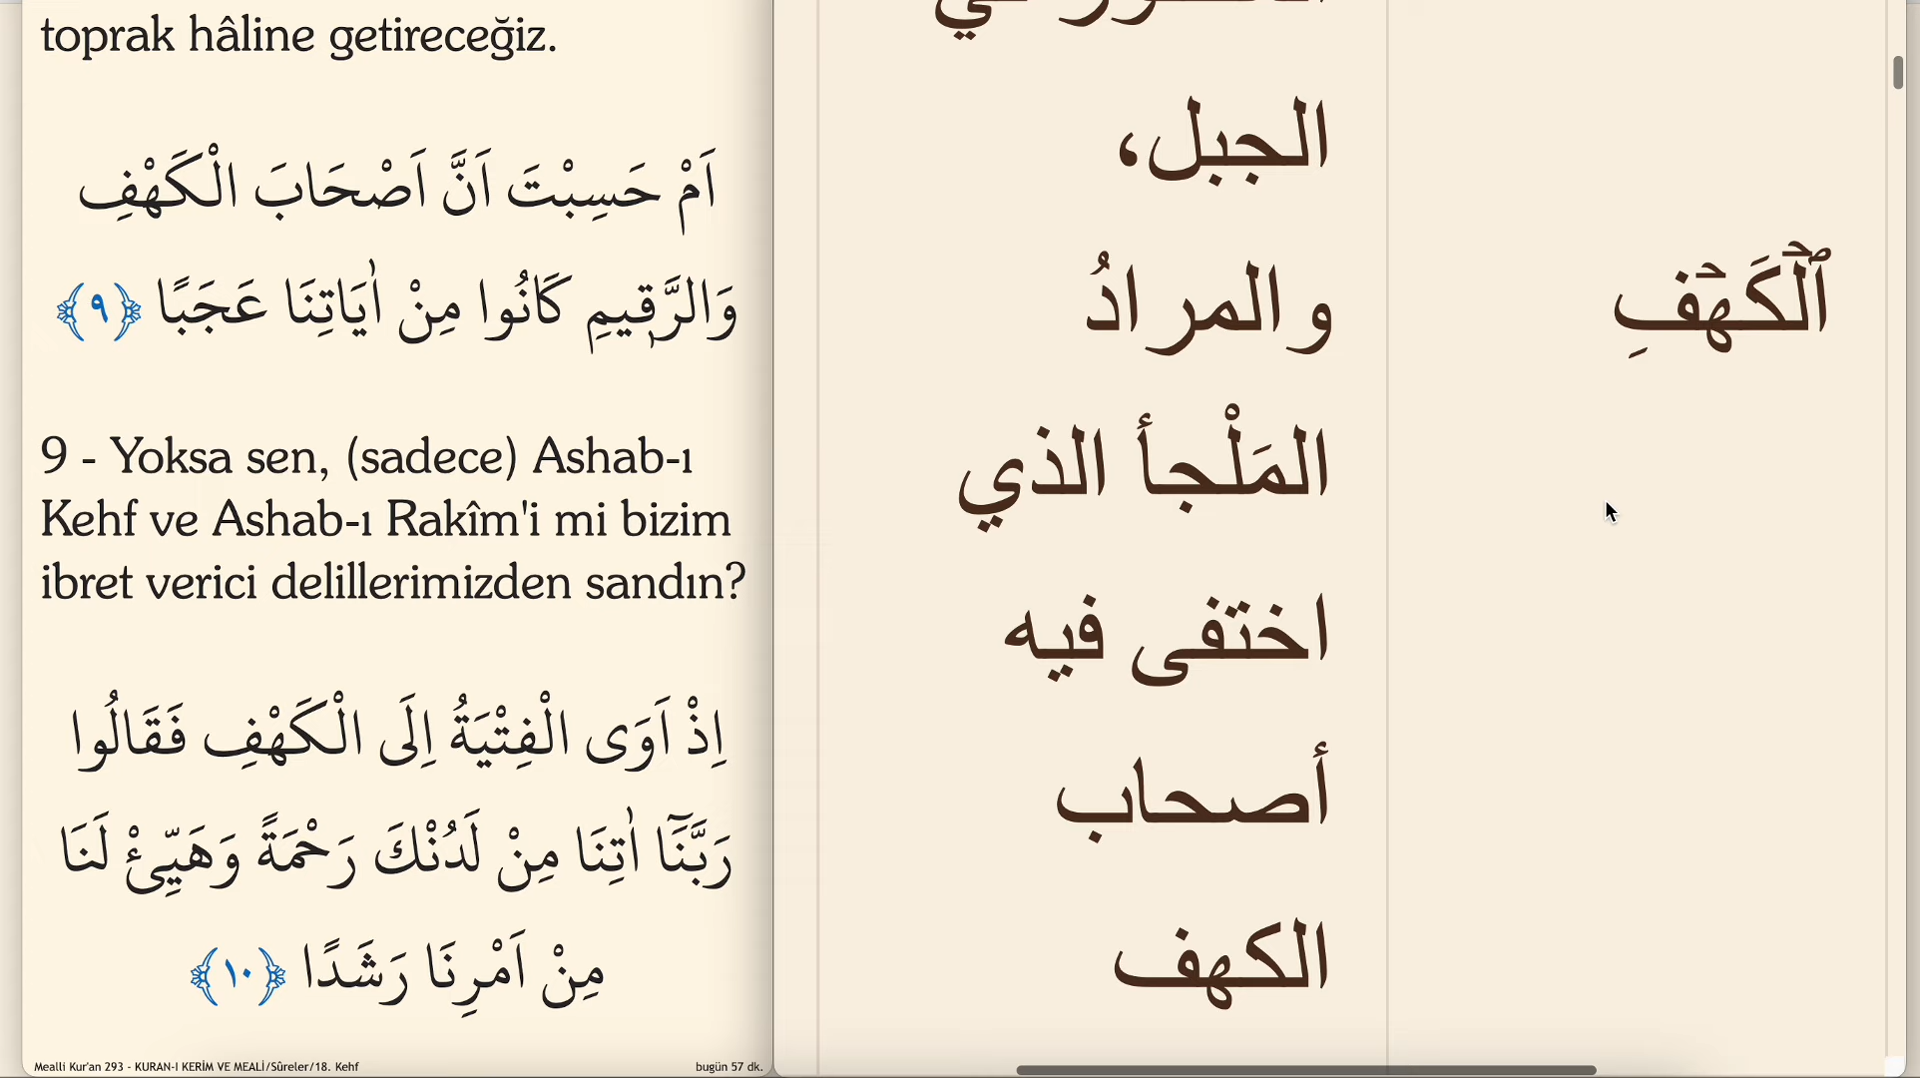 toprak hâline getireceğiz.
اَمْ حَسِبْتَ اَنَّ اَصْحَابَ الْكَهْفِ
وَالرَّقٖيمِ كَانُوا مِنْ اٰيَاتِنَا عَجَبًا ﴿٩﴾
9 - Yoksa sen, (sadece) Ashab-ı
Kehf ve Ashab-ı Rakîm'i mi bizim
ibret verici delillerimizden sandın?
اِذْ اَوَى الْفِتْيَةُ اِلَى الْكَهْفِ فَقَالُوا
رَبَّنَٓا اٰتِنَا مِنْ لَدُنْكَ رَحْمَةً وَهَيِّئْ لَنَا
مِنْ اَمْرِنَا رَشَدًا ﴿١٠﴾
Mealli Kur'an 293 - KURAN-I KERİM VE MEALİ/Sûreler/18. Kehf
bugün 57 dk.
ٱلۡكَهۡفِ
الجبل،
والمرادُ
المَلْجأ الذي
اختفى فيه
أصحاب
الكهف